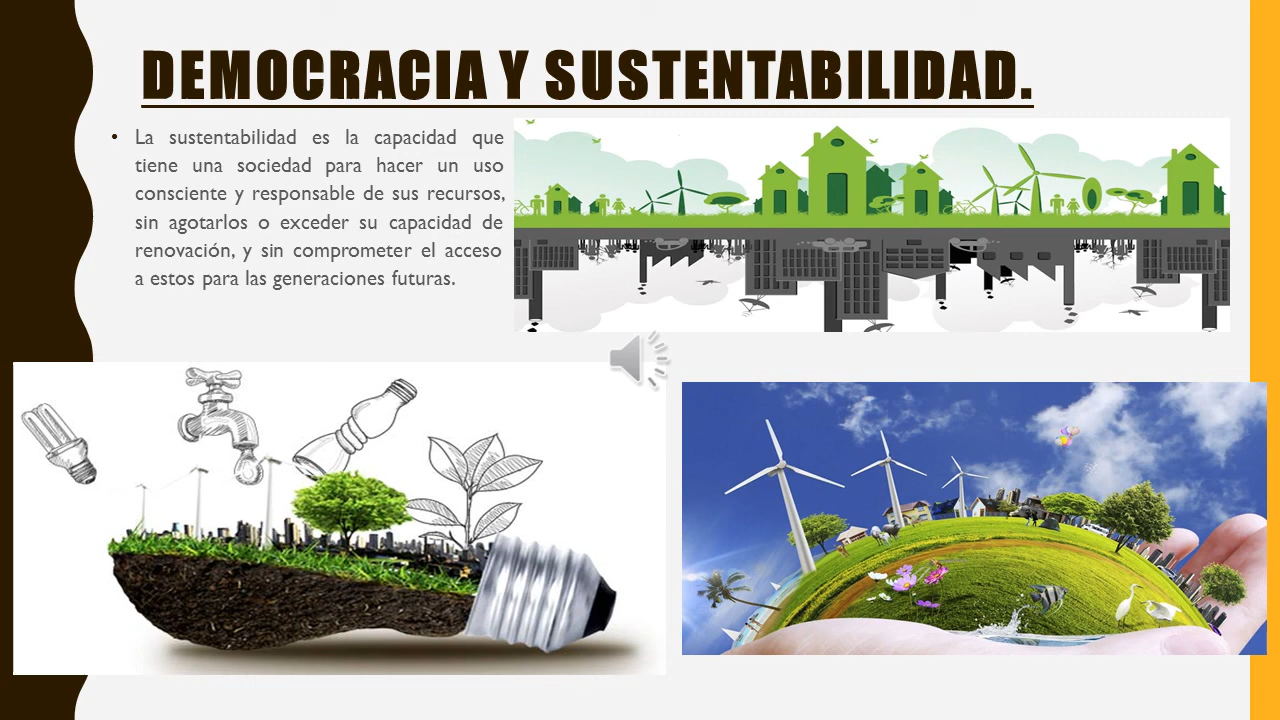 DEMOCRACIA Y SUSTENTABILIDAD.
• La sustentabilidad es la capacidad que
tiene una sociedad para hacer un uso
consciente y responsable de sus recursos,
sin agotarlos o exceder su capacidad de
renovación, y sin comprometer el acceso
a estos para las generaciones futuras.